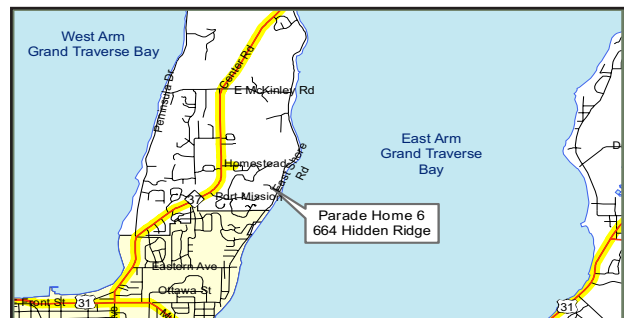 West Arm
Grand Traverse Bay
Center Rd
E McKinley Rd
Peninsula Dr
East Arm
Grand Traverse
Bay
Homestead
East Shore
Rd
37
Port Mission
Parade Home 6
664 Hidden Ridge
Eastern Ave
Ottawa St
Front St
31
31